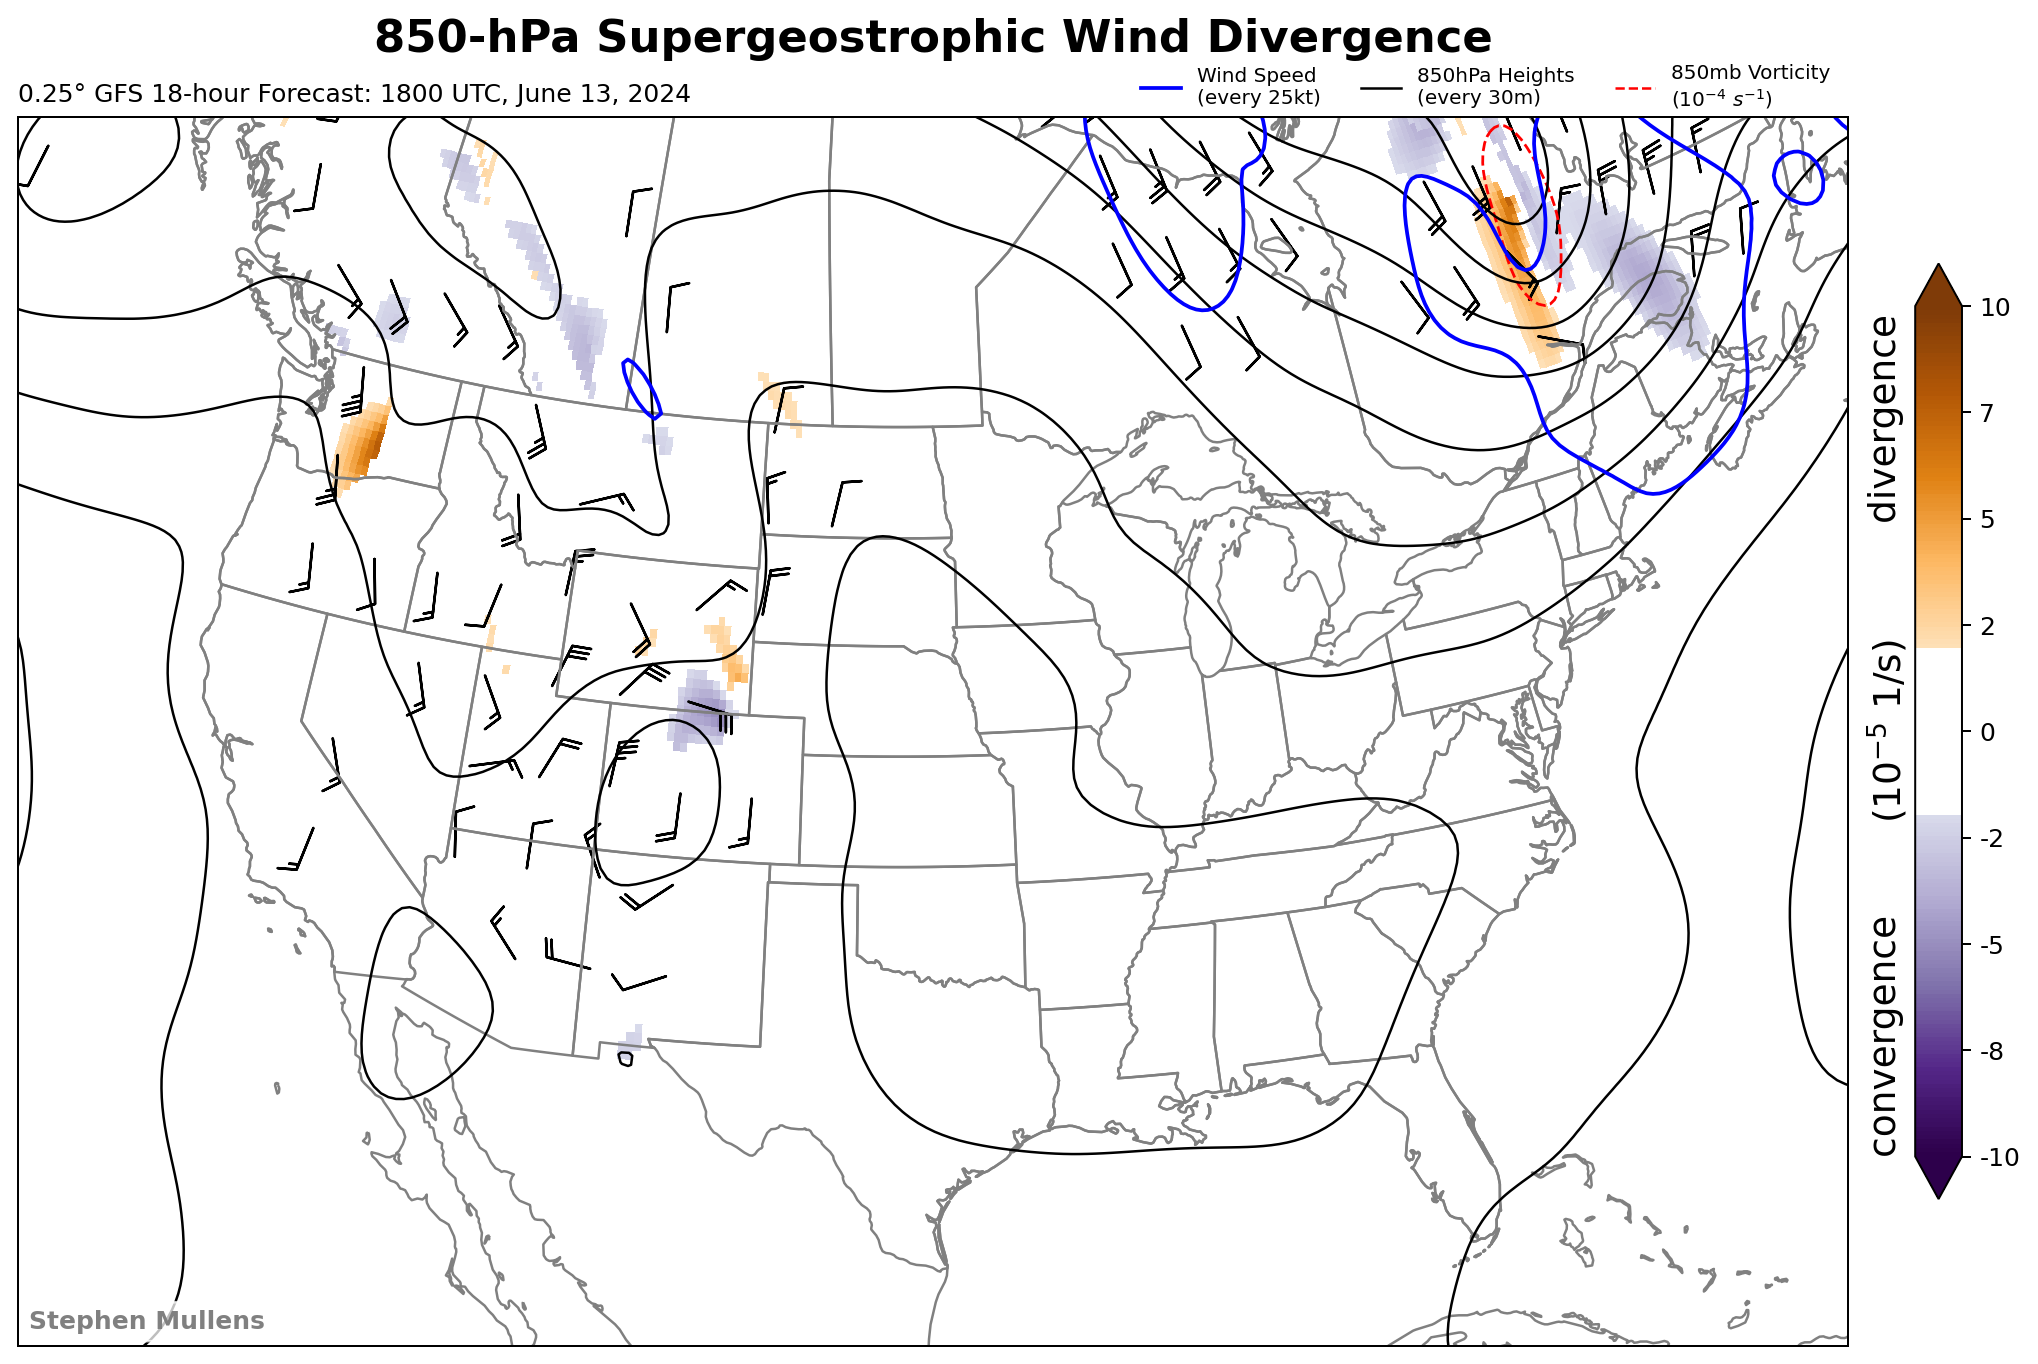 850-hPa Supergeostrophic Wind Divergence
0.25° GFS 18-hour Forecast: 1800 UTC, June 13, 2024
Wind Speed
(every 25kt)
850hPa Heights
(every 30m)
850mb Vorticity
(10⁻⁴ s⁻¹)
10
7
5
2
0
-2
-5
-8
-10
convergence (10⁻⁵ 1/s) divergence
Stephen Mullens